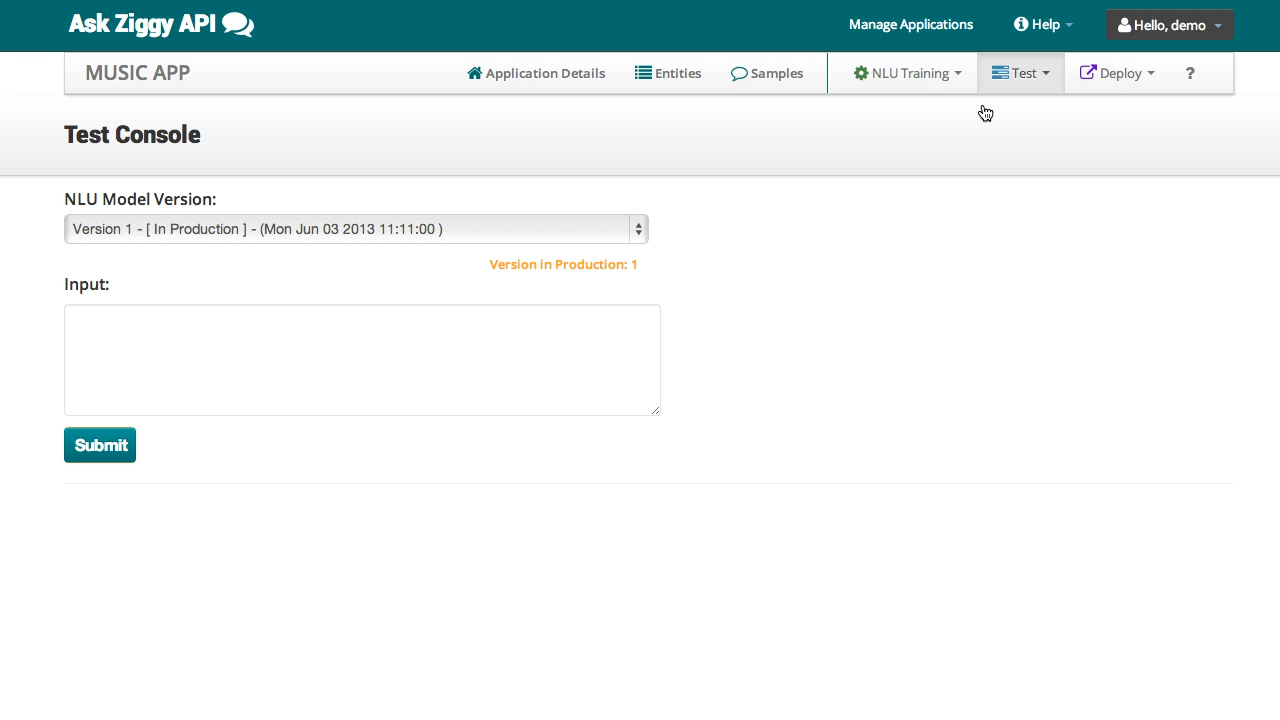 Ask Ziggy API
Manage Applications
Help
Hello, demo
MUSIC APP
Application Details
Entities
Samples
NLU Training
Test
Deploy
?
Test Console
NLU Model Version:
Version 1 - [ In Production ] - (Mon Jun 03 2013 11:11:00 )
Version in Production: 1
Input:
Submit